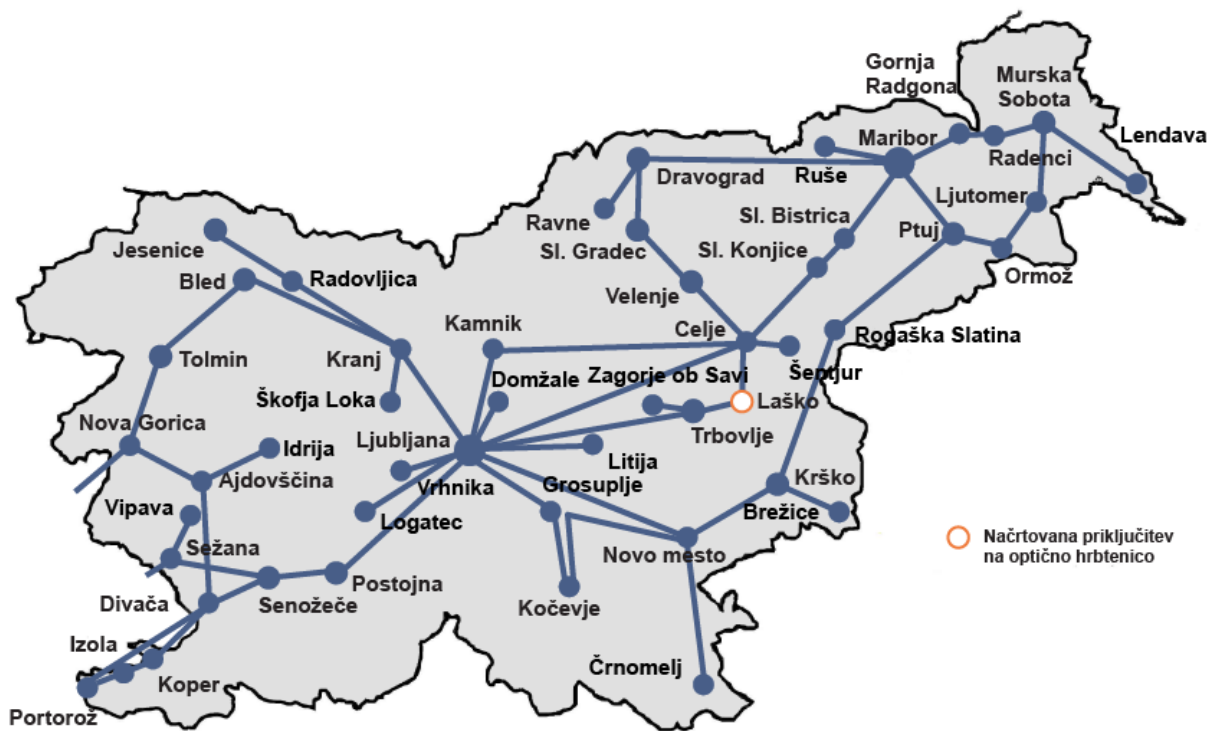 Gornja
Radgona
Murska
Sobota
Maribor
Lendava
Radenci
Dravograd
Ruše
Ljutomer
Ravne
Sl. Bistrica
Ptuj
Jesenice
Sl. Gradec
Sl. Konjice
Ormož
Bled
Radovljica
Velenje
Kamnik
Celje
Rogaška Slatina
Tolmin
Kranj
Domžale
Zagorje ob Savi
Šentjur
Škofja Loka
Laško
Nova Gorica
Ljubljana
Trbovlje
Idrija
Litija
Ajdovščina
Vrhnika
Grosuplje
Krško
Vipava
Logatec
Brežice
Sežana
Novo mesto
Načrtovana priključitev
na optično hrbtenico
Postojna
Divača
Senožeče
Kočevje
Izola
Črnomelj
Koper
Portorož